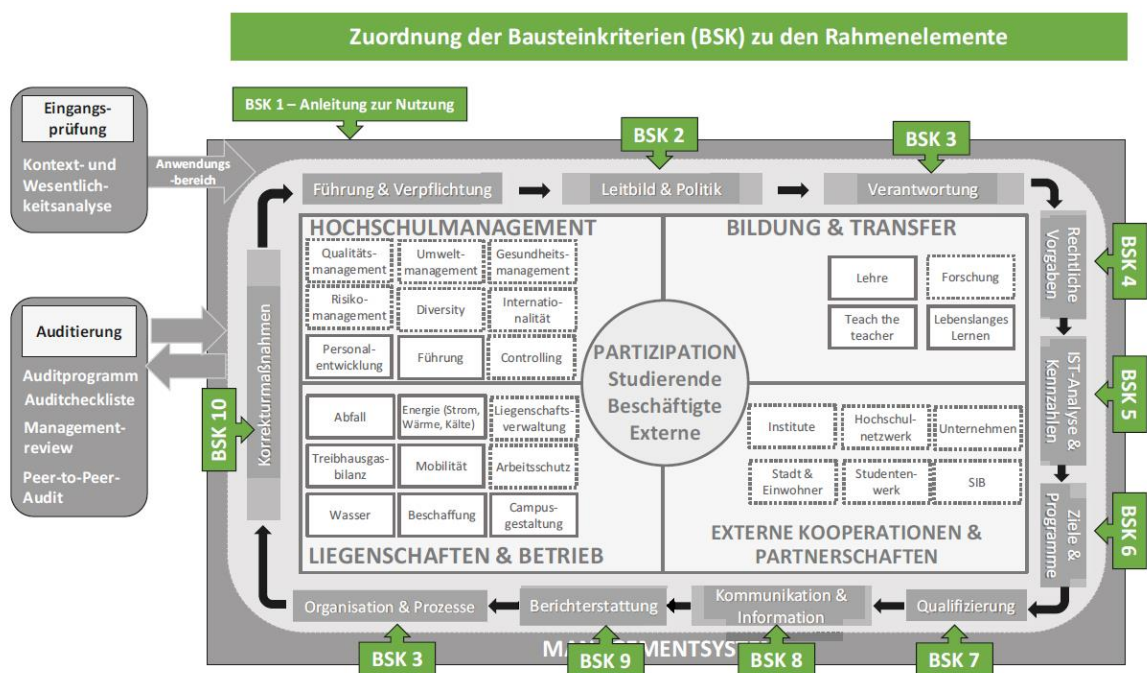 Zuordnung der Bausteinkriterien (BSK) zu den Rahmenelemente
Eingangs-
prüfung
Kontext- und
Wesentlich-
keitsanalyse
Anwendungs
-bereich
BSK 1 – Anleitung zur Nutzung
BSK 2
BSK 3
Führung & Verpflichtung
Leitbild & Politik
Verantwortung
Rechtliche
Vorgaben
BSK 4
IST-Analyse &
Kennzahlen
BSK 5
Ziele &
Programme
BSK 6
HOCHSCHULMANAGEMENT
Qualitäts-
management
Umwelt-
management
Gesundheits-
management
Risiko-
management
Diversity
Internatio-
nalität
Personal-
entwicklung
Führung
Controlling
BILDUNG & TRANSFER
Lehre
Forschung
Teach the
teacher
Lebenslanges
Lernen
PARTIZIPATION
Studierende
Beschäftigte
Externe
Abfall
Energie (Strom,
Wärme, Kälte)
Liegenschafts-
verwaltung
Treibhausgas-
bilanz
Mobilität
Arbeitsschutz
Wasser
Beschaffung
Campus-
gestaltung
LIEGENSCHAFTEN & BETRIEB
Institute
Hochschul-
netzwerk
Unternehmen
Stadt &
Einwohner
Studenten-
werk
SIB
EXTERNE KOOPERATIONEN &
PARTNERSCHAFTEN
Auditierung
Auditprogramm
Auditcheckliste
Management-
review
Peer-to-Peer-
Audit
BSK 10
Korrekturmaßnahmen
Organisation & Prozesse
Berichterstattung
Kommunikation &
Information
Qualifizierung
BSK 3
BSK 9
BSK 8
BSK 7